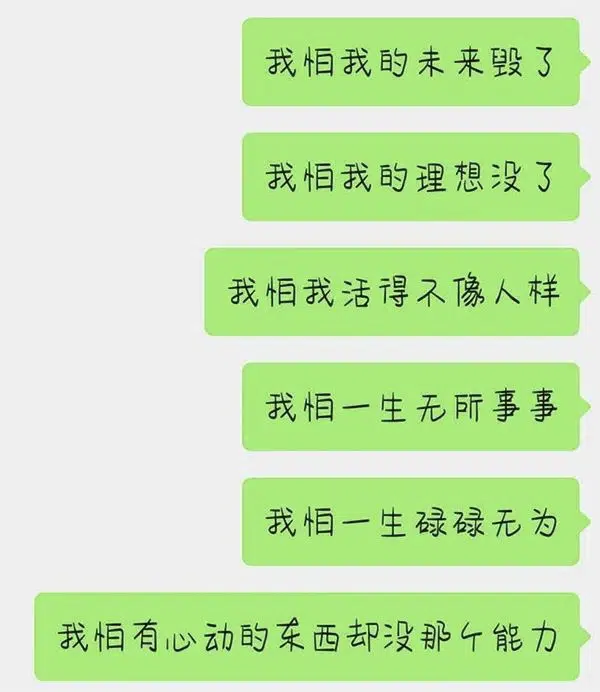 我怕我的未来毁了
我怕我的理想没了
我怕我活得不像人样
我怕一生无所事事
我怕一生碌碌无为
我怕有心动的东西却没那个能力